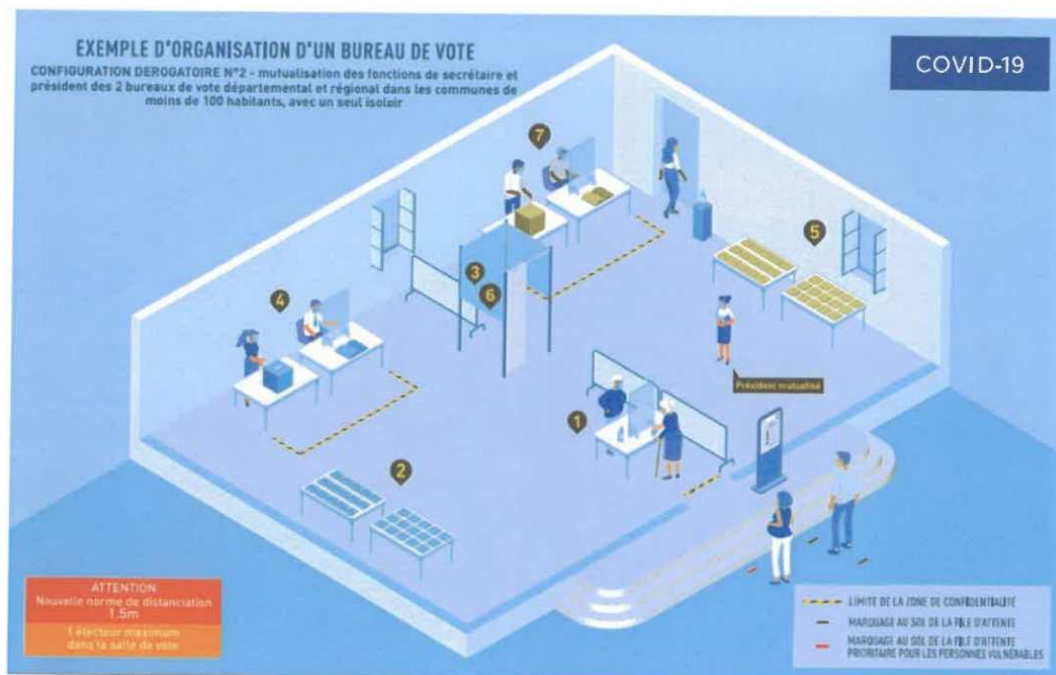 EXEMPLE D'ORGANISATION D'UN BUREAU DE VOTE
CONFIGURATION DEROGATOIRE N°2 - mutualisation des fonctions de secrétaire et
président des 2 bureaux de vote départemental et régional dans les communes de
moins de 100 habitants, avec un seul isoloir
COVID-19
7
5
3
6
4
Président mutualisé
1
2
ATTENTION
Nouvelle norme de distanciation
1,5m
1 électeur maximum
dans la salle de vote
LIMITE DE LA ZONE DE CONFIDENTIALITÉ
MARQUAGE AU SOL DE LA FILE D'ATTENTE
MARQUAGE AU SOL DE LA FILE D'ATTENTE
PRIORITAIRE POUR LES PERSONNES VULNÉRABLES